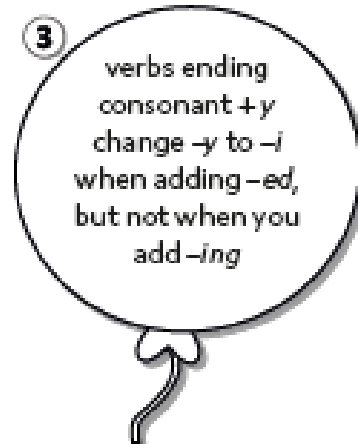 3
verbs ending
consonant + y
change –y to –i
when adding –ed,
but not when you
add –ing